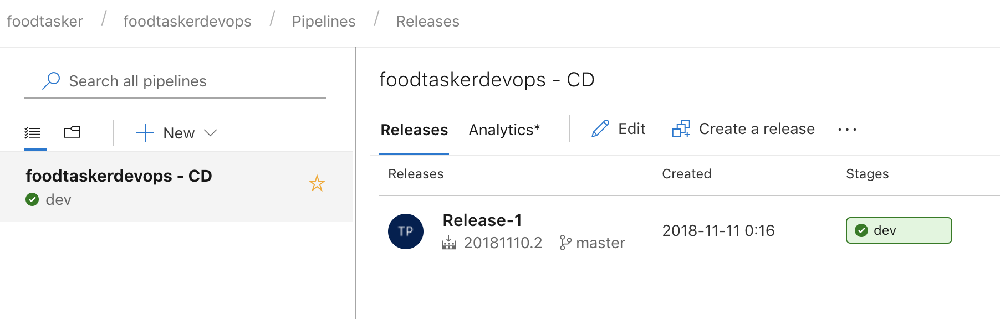 foodtasker / foodtaskerdevops / Pipelines / Releases
Search all pipelines
New
foodtaskerdevops - CD
dev
foodtaskerdevops - CD
Releases Analytics* Edit Create a release ...
Releases Created Stages
TP Release-1 2018-11-11 0:16 dev
20181110.2 master